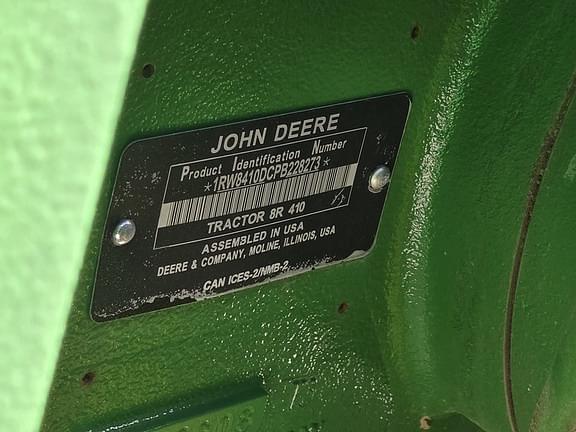 JOHN DEERE
Product Identification Number
*1RW8410DCPB228273*
TRACTOR 8R 410
ASSEMBLED IN USA
DEERE & COMPANY, MOLINE, ILLINOIS, USA
CAN ICES-2/NMB-2